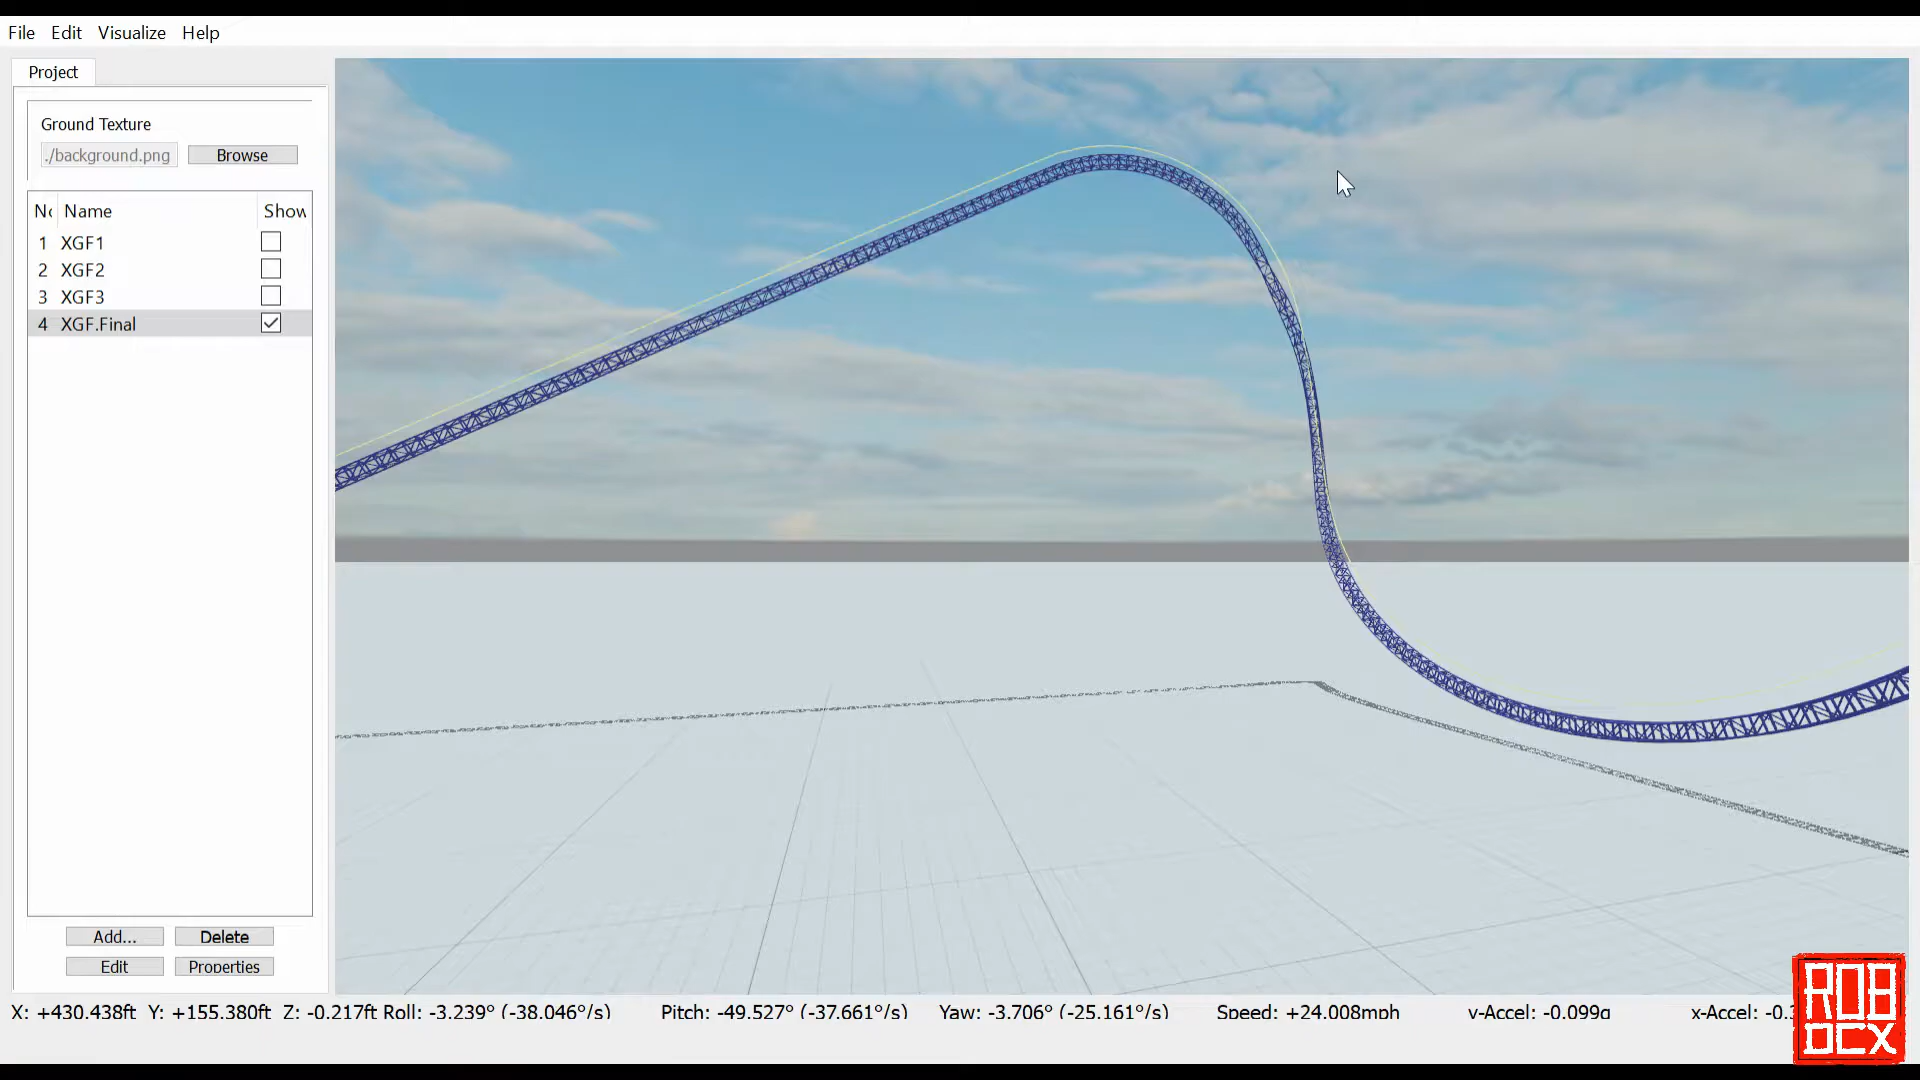 File Edit Visualize Help
Project
Ground Texture
./background.png Browse
Name Show
1 XGF1
2 XGF2
3 XGF3
4 XGF.Final
Add... Delete
Edit Properties
X: +430.438ft Y: +155.380ft Z: -0.217ft Roll: -3.239° (-38.046°/s) Pitch: -49.527° (-37.661°/s) Yaw: -3.706° (-25.161°/s) Speed: +24.008mph y-Accel: -0.099g x-Accel:
ROB
DCX